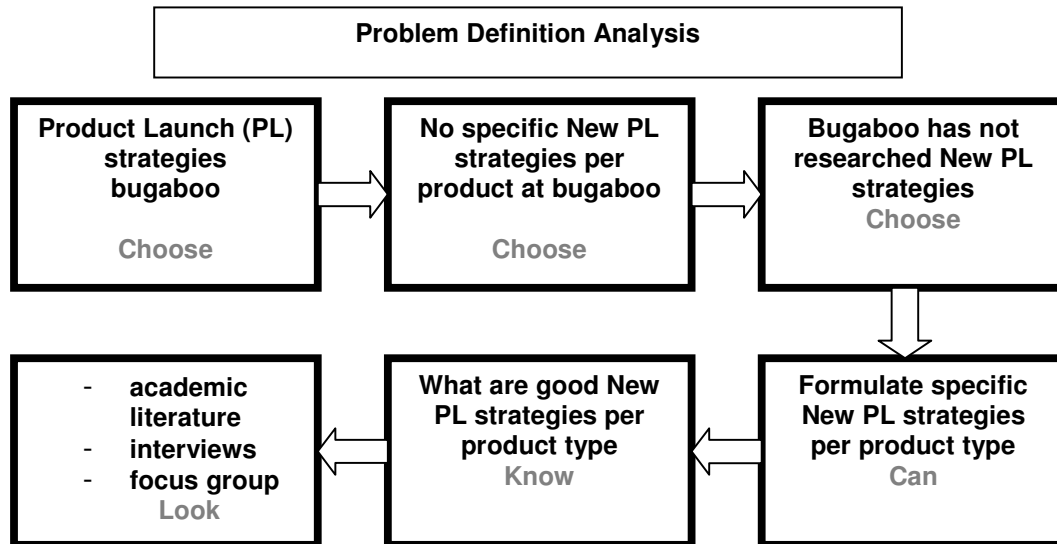 Problem Definition Analysis
Product Launch (PL)
strategies
bugaboo
Choose
No specific New PL
strategies per
product at bugaboo
Choose
Bugaboo has not
researched New PL
strategies
Choose
Formulate specific
New PL strategies
per product type
Can
What are good New
PL strategies per
product type
Know
- academic
literature
- interviews
- focus group
Look